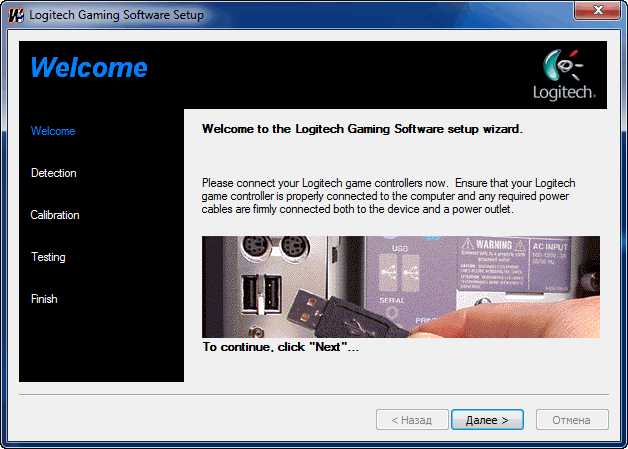 Logitech Gaming Software Setup
Welcome
Logitech
Welcome
Detection
Calibration
Testing
Finish
Welcome to the Logitech Gaming Software setup wizard.
Please connect your Logitech game controllers now. Ensure that your Logitech
game controller is properly connected to the computer and any required power
cables are firmly connected both to the device and a power outlet.
USB
SERIAL
WARNING
AC INPUT
To continue, click "Next"...
< Назад
Далее >
Отмена